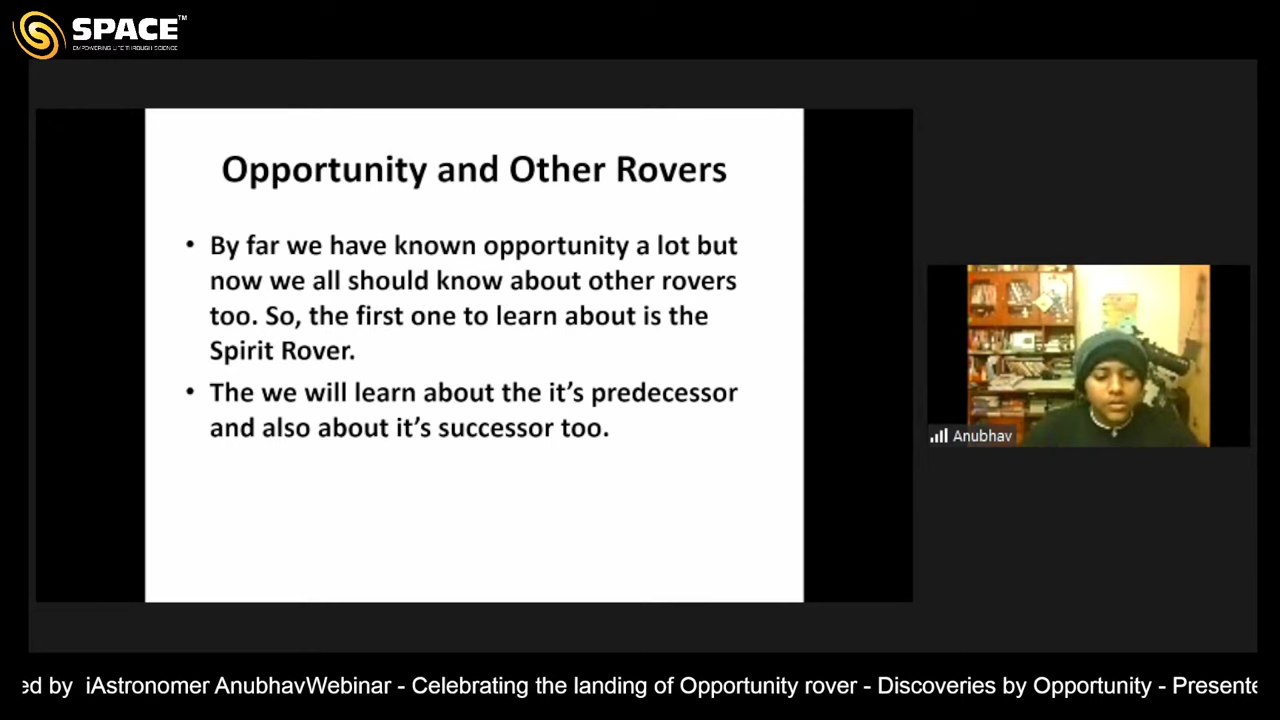 SPACE™
EMPOWERING LIFE THROUGH SCIENCE
Opportunity and Other Rovers
• By far we have known opportunity a lot but
now we all should know about other rovers
too. So, the first one to learn about is the
Spirit Rover.
• The we will learn about the it's predecessor
and also about it's successor too.
Anubhav
ed by iAstronomer AnubhavWebinar - Celebrating the landing of Opportunity rover - Discoveries by Opportunity - Presente